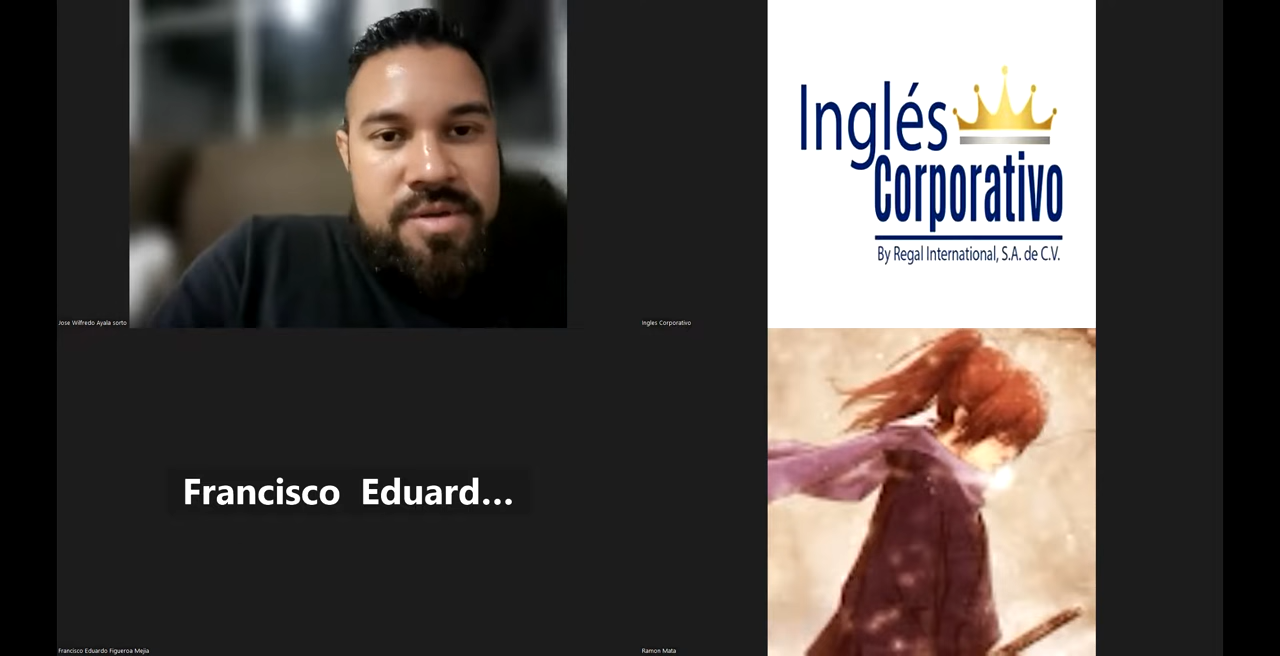 Inglés
Corporativo
By Regal International, S.A. de C.V.
Jose Wilfredo Ayala sorto
Ingles Corporativo
Francisco Eduard...
Francisco Eduardo Figueroa Mejia
Ramon Mata